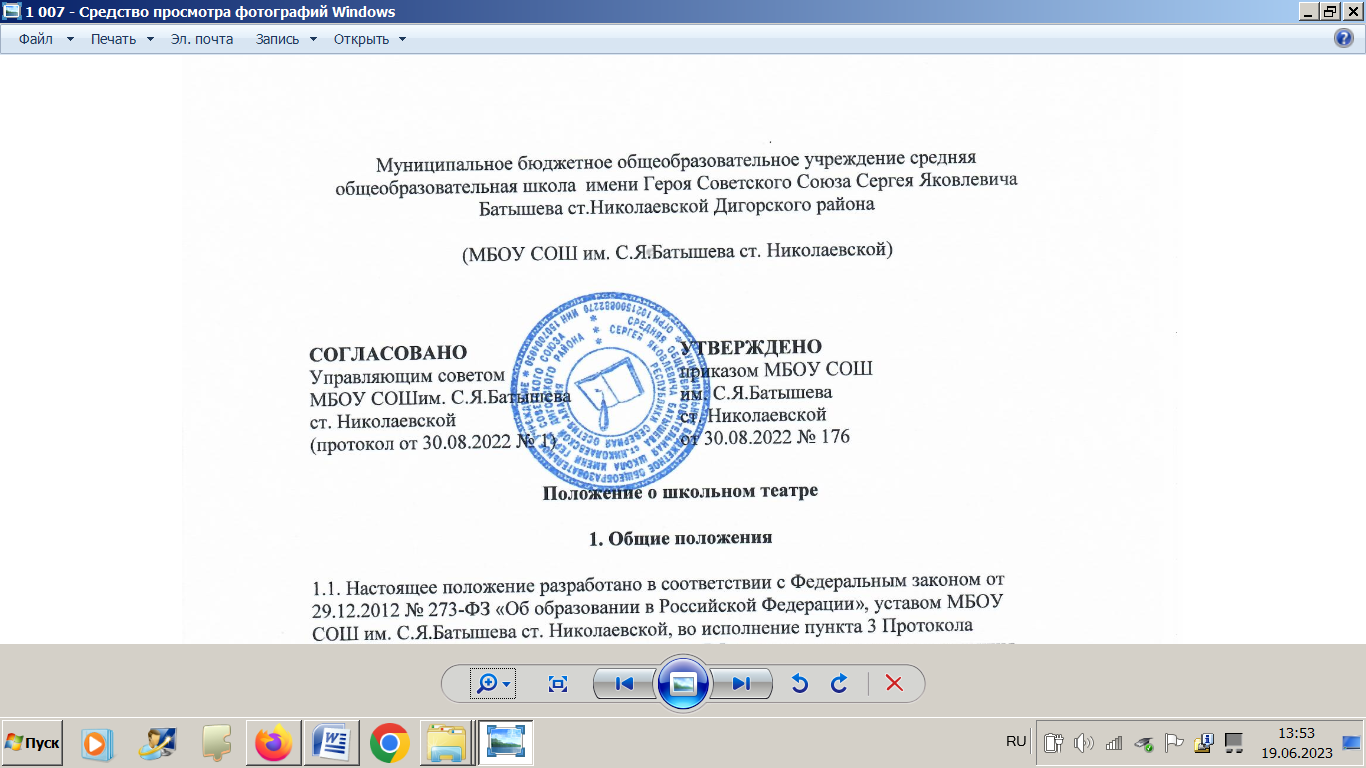 1 007 - Средство просмотра фотографий Windows
Файл Печать Эл. почта Запись Открыть
Муниципальное бюджетное общеобразовательное учреждение средняя
общеобразовательная школа имени Героя Советского Союза Сергея Яковлевича
Батышева ст.Николаевской Дигорского района
(МБОУ СОШ им. С.Я.Батышева ст. Николаевской)
СОГЛАСОВАНО
Управляющим советом
МБОУ СОШим. С.Я.Батышева
ст. Николаевской
(протокол от 30.08.2022 № 1)
УТВЕРЖДЕНО
приказом МБОУ СОШ
им. С.Я.Батышева
ст. Николаевской
от 30.08.2022 № 176
Положение о школьном театре
1. Общие положения
1.1. Настоящее положение разработано в соответствии с Федеральным законом от
29.12.2012 № 273-ФЗ «Об образовании в Российской Федерации», уставом МБОУ
СОШ им. С.Я.Батышева ст. Николаевской, во исполнение пункта 3 Протокола
Пуск
RU
13:53
19.06.2023